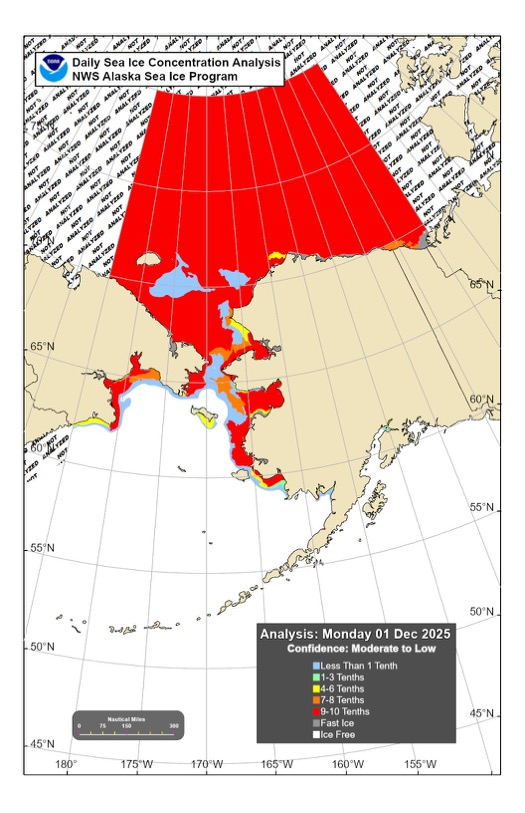 Daily Sea Ice Concentration Analysis
NWS Alaska Sea Ice Program
NOT ANALYZED
65°N
60°N
55°N
50°N
45°N
65°N
60°N
55°N
50°N
45°N
Analysis: Monday 01 Dec 2025
Confidence: Moderate to Low
Less Than 1 Tenth
1-3 Tenths
4-6 Tenths
7-8 Tenths
9-10 Tenths
Fast Ice
Ice Free
Nautical Miles
0 75 150 300
180° 175°W 170°W 165°W 160°W 155°W